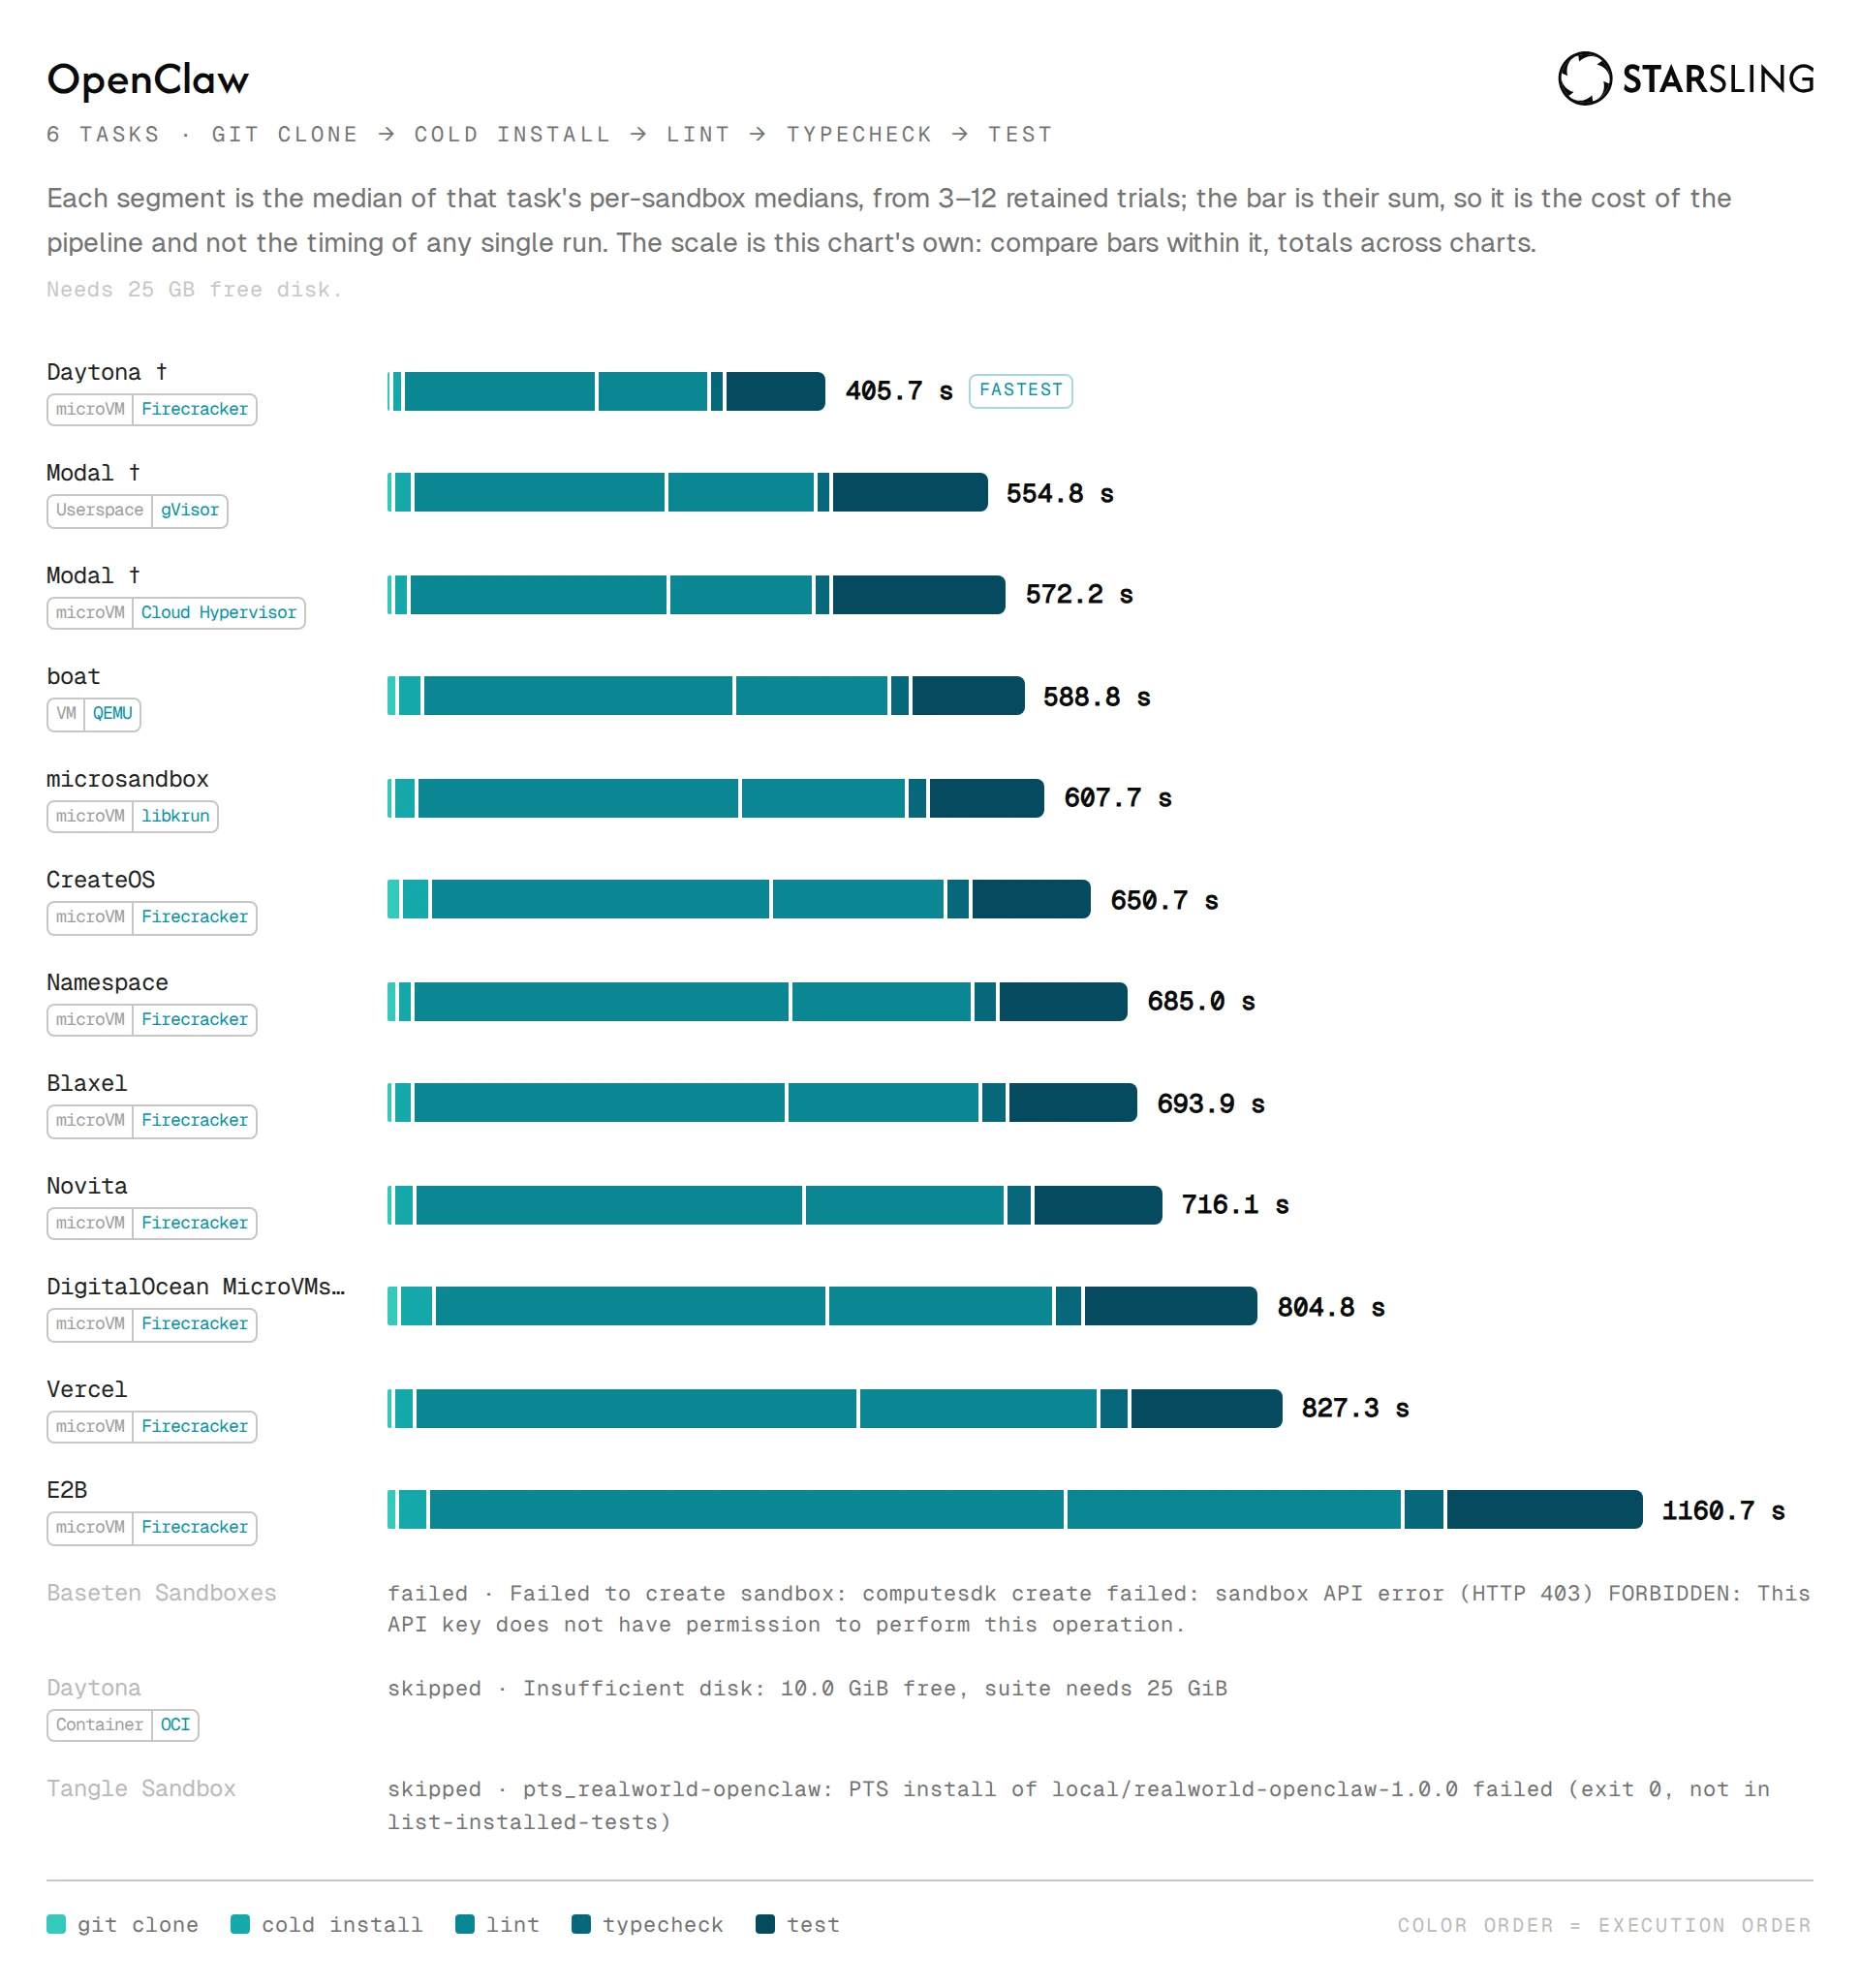 OpenClaw
STARSLING
6 TASKS · GIT CLONE → COLD INSTALL → LINT → TYPECHECK → TEST
Each segment is the median of that task's per-sandbox medians, from 3–12 retained trials; the bar is their sum, so it is the cost of the
pipeline and not the timing of any single run. The scale is this chart's own: compare bars within it, totals across charts.
Needs 25 GB free disk.
Daytona †
microVM Firecracker
405.7 s FASTEST
Modal †
Userspace gVisor
554.8 s
Modal †
microVM Cloud Hypervisor
572.2 s
boat
VM QEMU
588.8 s
microsandbox
microVM libkrun
607.7 s
CreateOS
microVM Firecracker
650.7 s
Namespace
microVM Firecracker
685.0 s
Blaxel
microVM Firecracker
693.9 s
Novita
microVM Firecracker
716.1 s
DigitalOcean MicroVMs…
microVM Firecracker
804.8 s
Vercel
microVM Firecracker
827.3 s
E2B
microVM Firecracker
1160.7 s
Baseten Sandboxes
failed · Failed to create sandbox: computesdk create failed: sandbox API error (HTTP 403) FORBIDDEN: This
API key does not have permission to perform this operation.
Daytona
Container OCI
skipped · Insufficient disk: 10.0 GiB free, suite needs 25 GiB
Tangle Sandbox
skipped · pts_realworld-openclaw: PTS install of local/realworld-openclaw-1.0.0 failed (exit 0, not in
list-installed-tests)
git clone cold install lint typecheck test
COLOR ORDER = EXECUTION ORDER